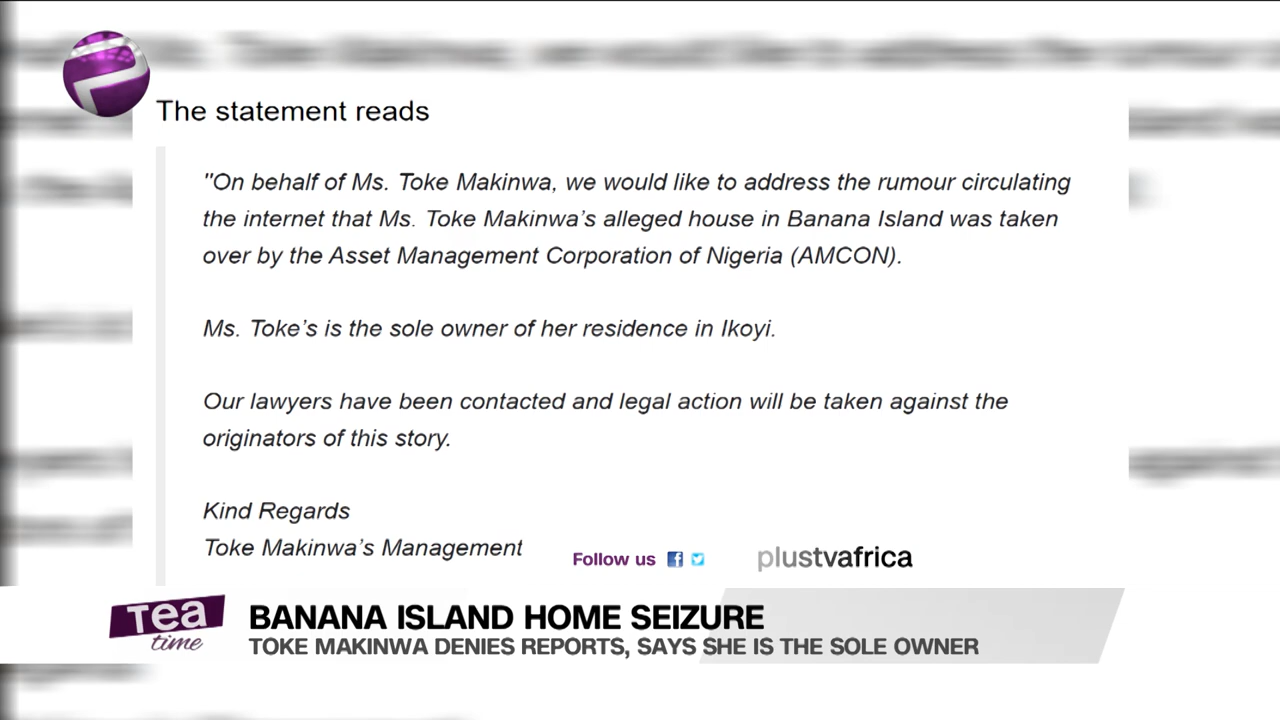 The statement reads
"On behalf of Ms. Toke Makinwa, we would like to address the rumour circulating
the internet that Ms. Toke Makinwa's alleged house in Banana Island was taken
over by the Asset Management Corporation of Nigeria (AMCON).
Ms. Toke's is the sole owner of her residence in Ikoyi.
Our lawyers have been contacted and legal action will be taken against the
originators of this story.
Kind Regards
Toke Makinwa's Management
Follow us
plustvafrica
Tea
time
BANANA ISLAND HOME SEIZURE
TOKE MAKINWA DENIES REPORTS, SAYS SHE IS THE SOLE OWNER